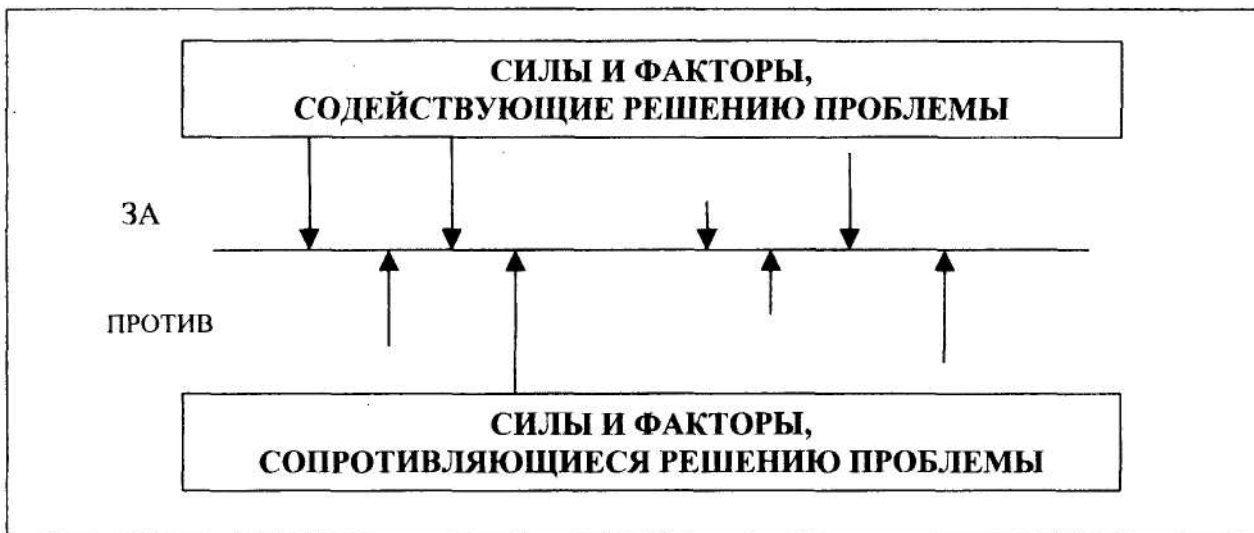 СИЛЫ И ФАКТОРЫ,
СОДЕЙСТВУЮЩИЕ РЕШЕНИЮ ПРОБЛЕМЫ
ЗА
ПРОТИВ
СИЛЫ И ФАКТОРЫ,
СОПРОТИВЛЯЮЩИЕСЯ РЕШЕНИЮ ПРОБЛЕМЫ